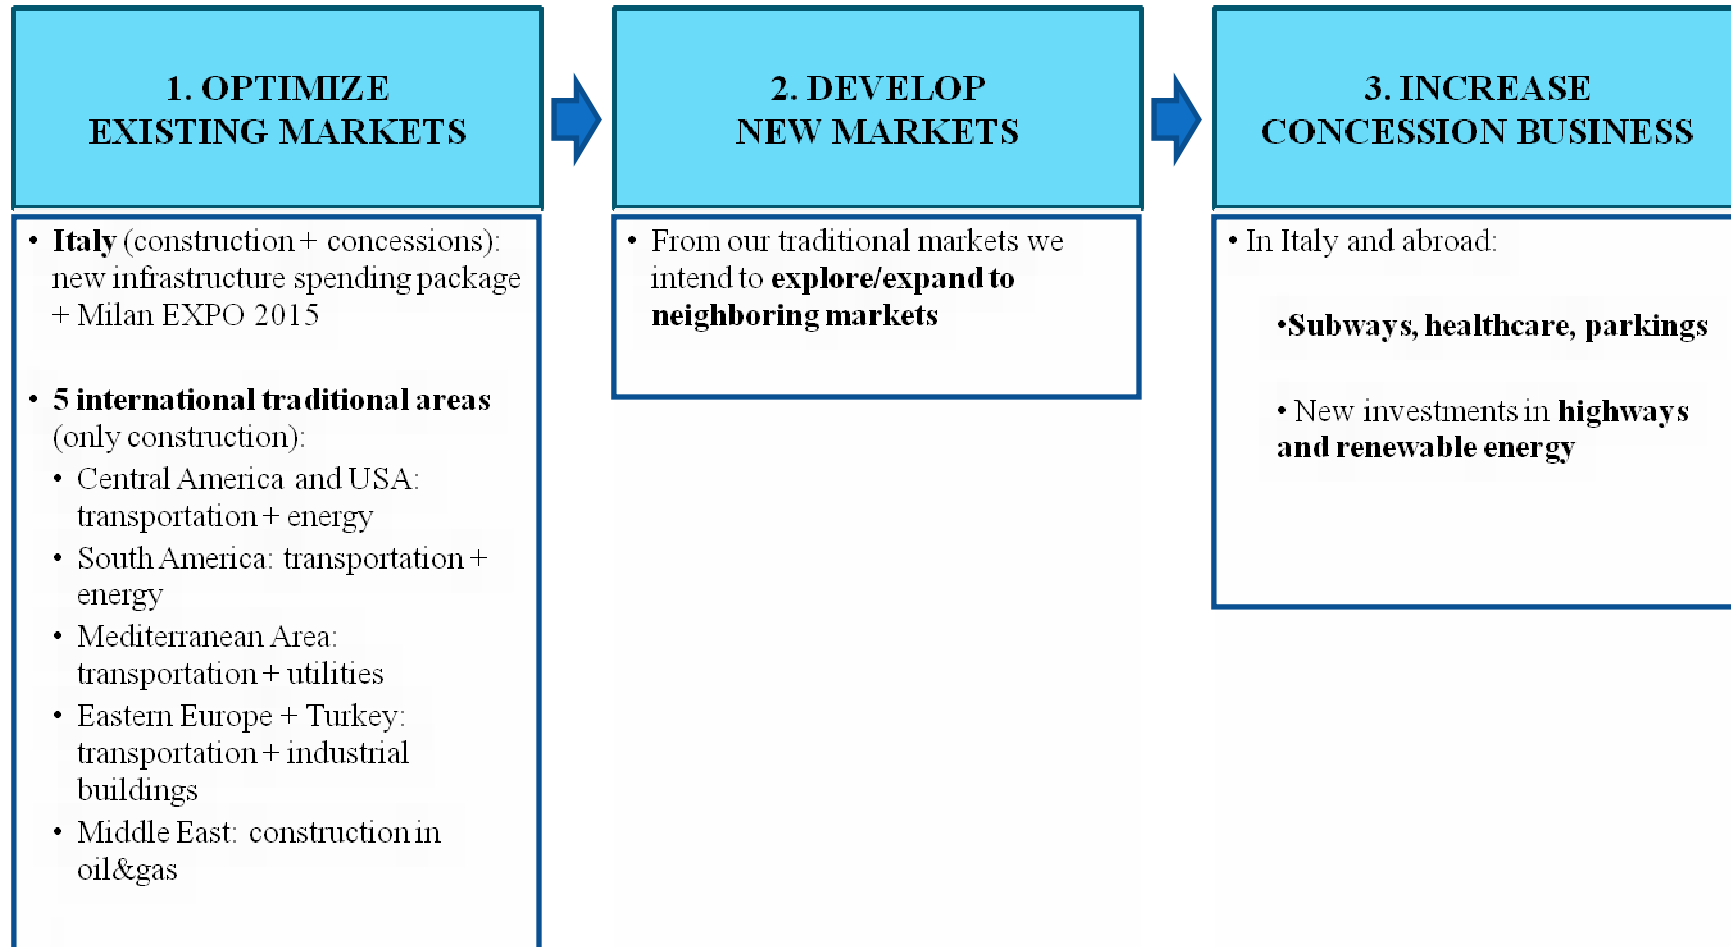 1. OPTIMIZE
EXISTING MARKETS
• Italy (construction + concessions):
new infrastructure spending package
+ Milan EXPO 2015
• 5 international traditional areas
(only construction):
• Central America and USA:
transportation + energy
• South America: transportation +
energy
• Mediterranean Area:
transportation + utilities
• Eastern Europe + Turkey:
transportation + industrial
buildings
• Middle East: construction in
oil&gas
2. DEVELOP
NEW MARKETS
• From our traditional markets we
intend to explore/expand to
neighboring markets
3. INCREASE
CONCESSION BUSINESS
• In Italy and abroad:
•Subways, healthcare, parkings
• New investments in highways
and renewable energy